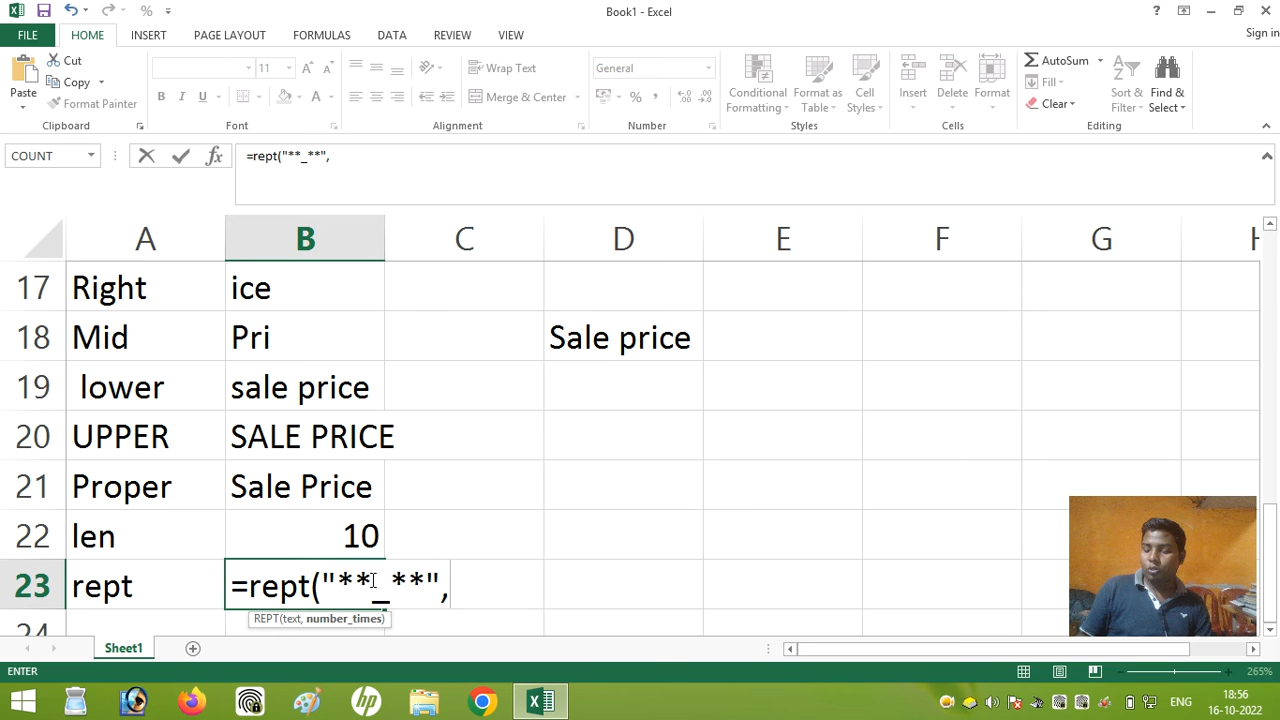 Book1 - Excel
FILE HOME INSERT PAGE LAYOUT FORMULAS DATA REVIEW VIEW Sign in
Paste
Cut
Copy
Format Painter
Clipboard
11
Font
Wrap Text
Merge & Center
Alignment
General
Number
Conditional Formatting
Format as Table
Cell Styles
Styles
Insert Delete Format
Cells
AutoSum
Fill
Clear
Sort & Filter
Find & Select
Editing
COUNT =rept("**_**",
A B C D E F G H
17 Right ice
18 Mid Pri Sale price
19 lower sale price
20 UPPER SALE PRICE
21 Proper Sale Price
22 len 10
23 rept =rept("**_**",
REPT(text, number_times)
24
Sheet1
ENTER 265%
ENG 18:56
16-10-2022